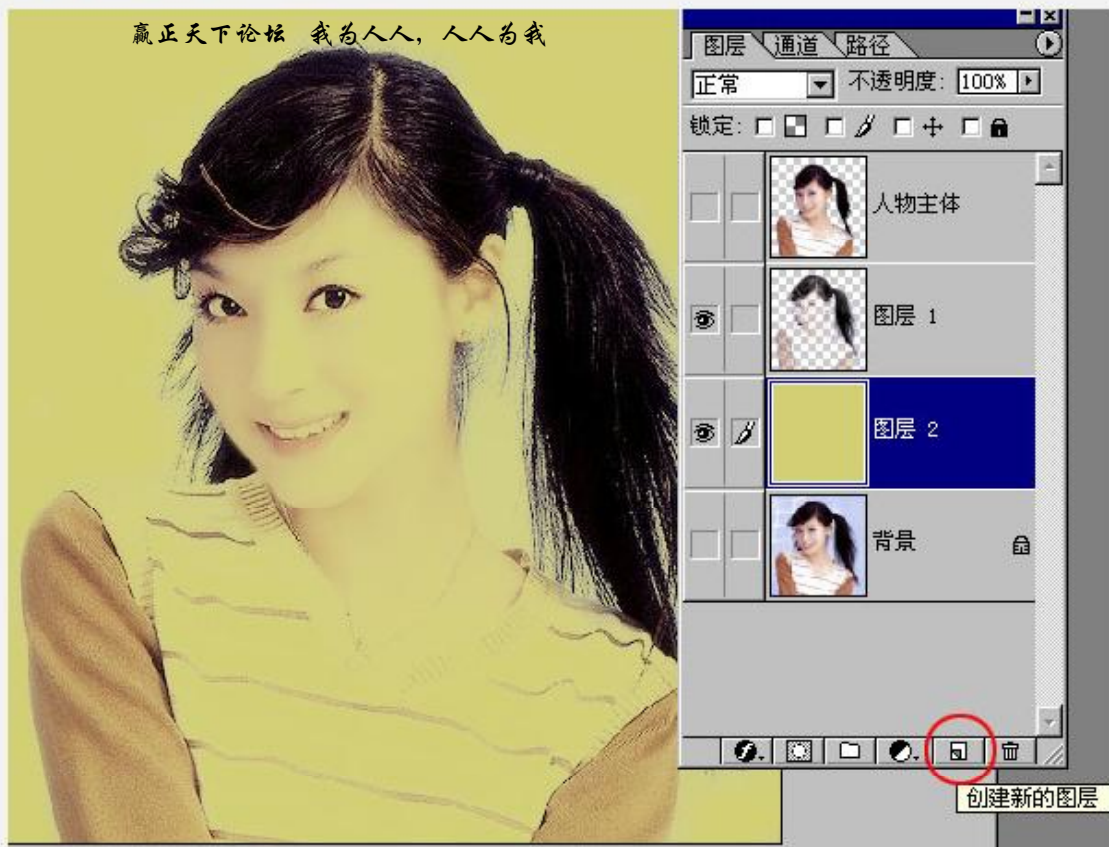 赢正天下论坛 我为人人，人人为我
图层 通道 路径
正常 不透明度: 100%
锁定:
人物主体
图层 1
图层 2
背景
创建新的图层